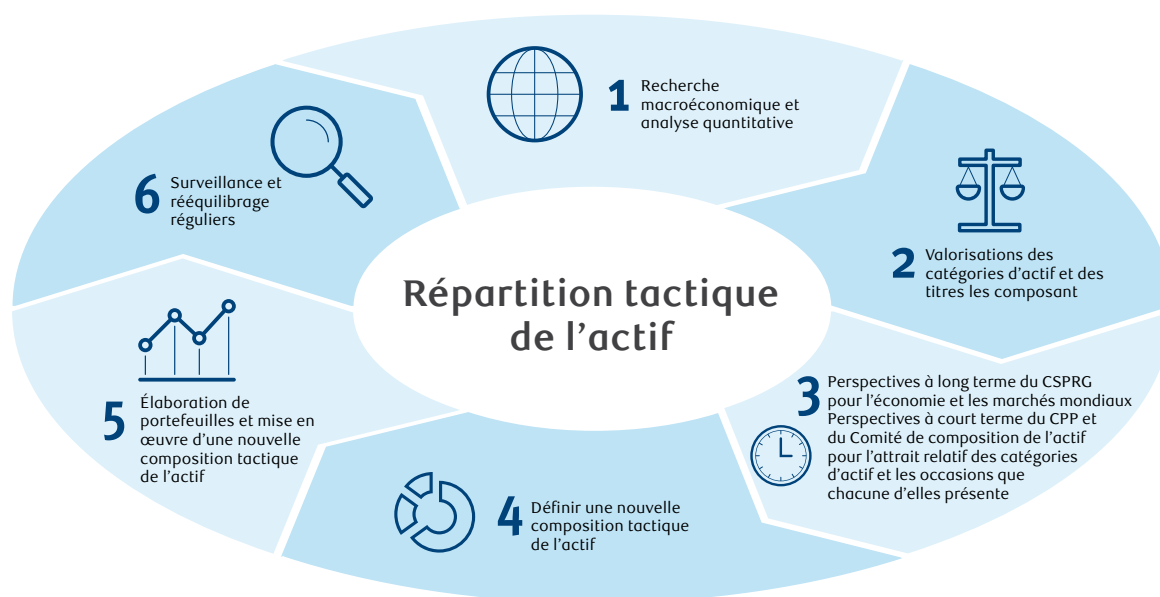 1 Recherche
macroéconomique et
analyse quantitative
2 Valorisations des
catégories d'actif et des
titres les composant
3 Perspectives à long terme du CSPRG
pour l'économie et les marchés mondiaux
Perspectives à court terme du CPP et
du Comité de composition de l'actif
pour l'attrait relatif des catégories
d'actif et les occasions que
chacune d'elles présente
4 Définir une nouvelle
composition tactique
de l'actif
5 Élaboration de
portefeuilles et mise en
œuvre d'une nouvelle
composition tactique
de l'actif
6 Surveillance et
rééquilibrage
réguliers
Répartition tactique
de l'actif